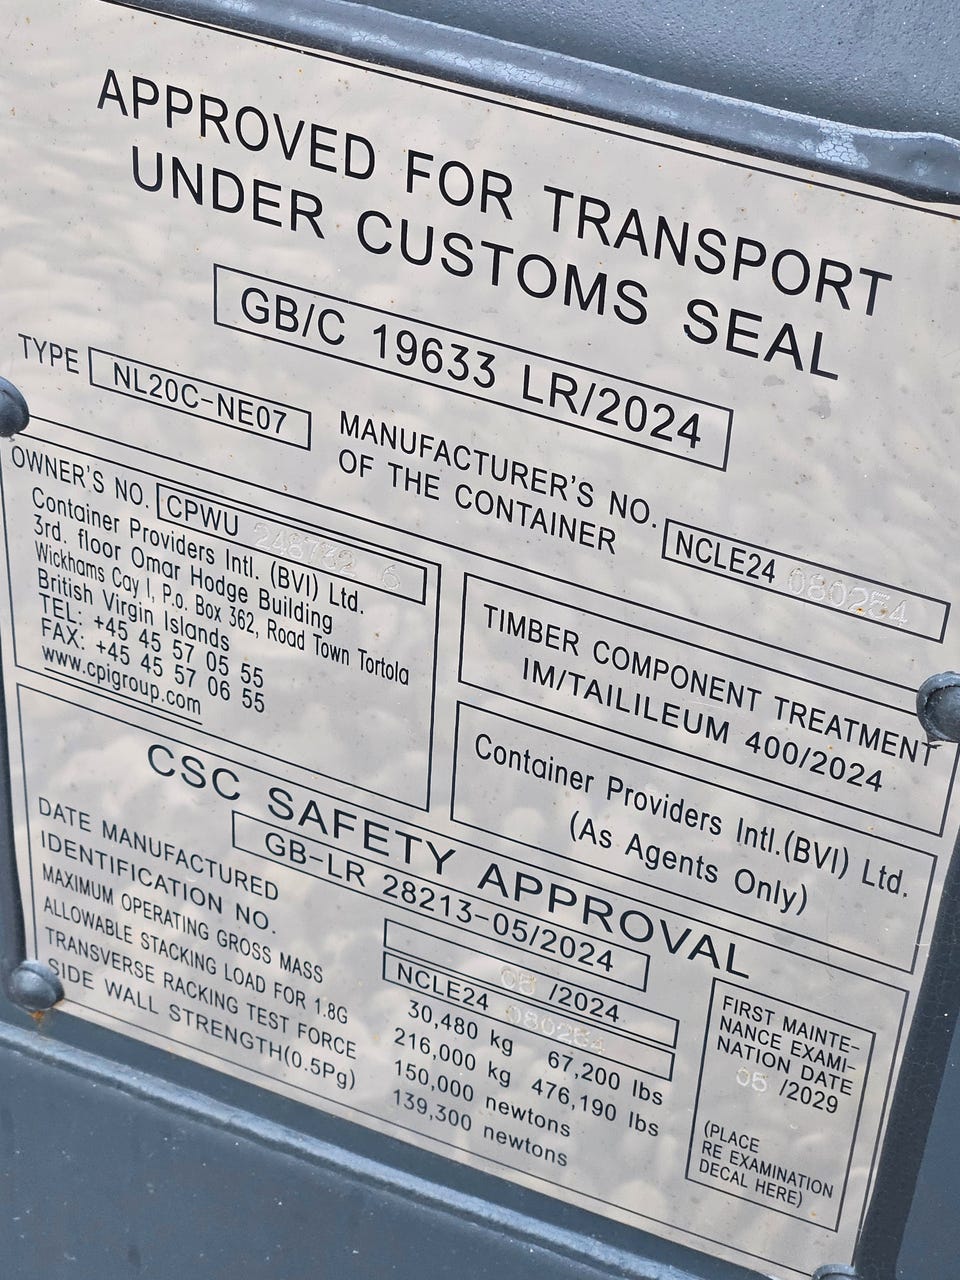 APPROVED FOR TRANSPORT
UNDER CUSTOMS SEAL
GB/C 19633 LR/2024
TYPE NL20C-NE07
MANUFACTURER'S NO.
OF THE CONTAINER
NCLE24 080254
OWNER'S NO. CPWU 248732 6
Container Providers Intl. (BVI) Ltd.
3rd. floor Omar Hodge Building
Wickhams Cay I, P.O. Box 362, Road Town Tortola
British Virgin Islands
TEL: +45 45 57 05 55
FAX: +45 45 57 06 55
www.cpigroup.com
TIMBER COMPONENT TREATMENT
IM/TAILILEUM 400/2024
Container Providers Intl.(BVI) Ltd.
(As Agents Only)
CSC SAFETY APPROVAL
GB-LR 28213-05/2024
DATE MANUFACTURED 05 /2024
IDENTIFICATION NO. NCLE24 080254
MAXIMUM OPERATING GROSS MASS 30,480 kg 67,200 lbs
ALLOWABLE STACKING LOAD FOR 1.8G 216,000 kg 476,190 lbs
TRANSVERSE RACKING TEST FORCE 150,000 newtons
SIDE WALL STRENGTH(0.5Pg) 139,300 newtons
FIRST MAINTE-
NANCE EXAMI-
NATION DATE
05 /2029
(PLACE
RE EXAMINATION
DECAL HERE)